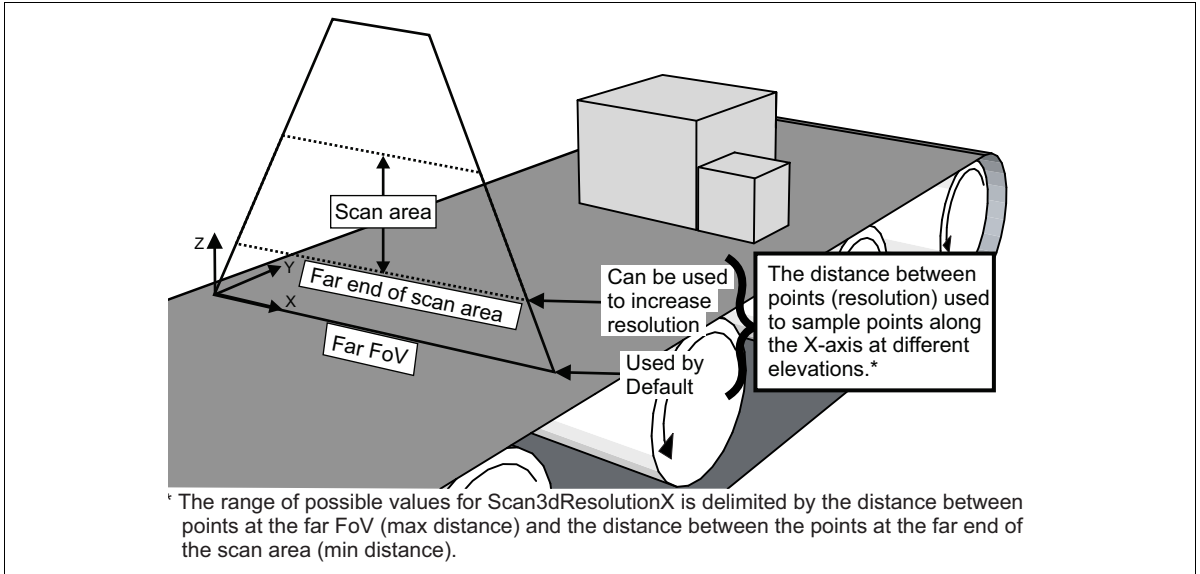 Scan area
Z
Y
X
Far end of scan area
Far FoV
Can be used
to increase
resolution
Used by
Default
The distance between
points (resolution) used
to sample points along
the X-axis at different
elevations.*
* The range of possible values for Scan3dResolutionX is delimited by the distance between
points at the far FoV (max distance) and the distance between the points at the far end of
the scan area (min distance).